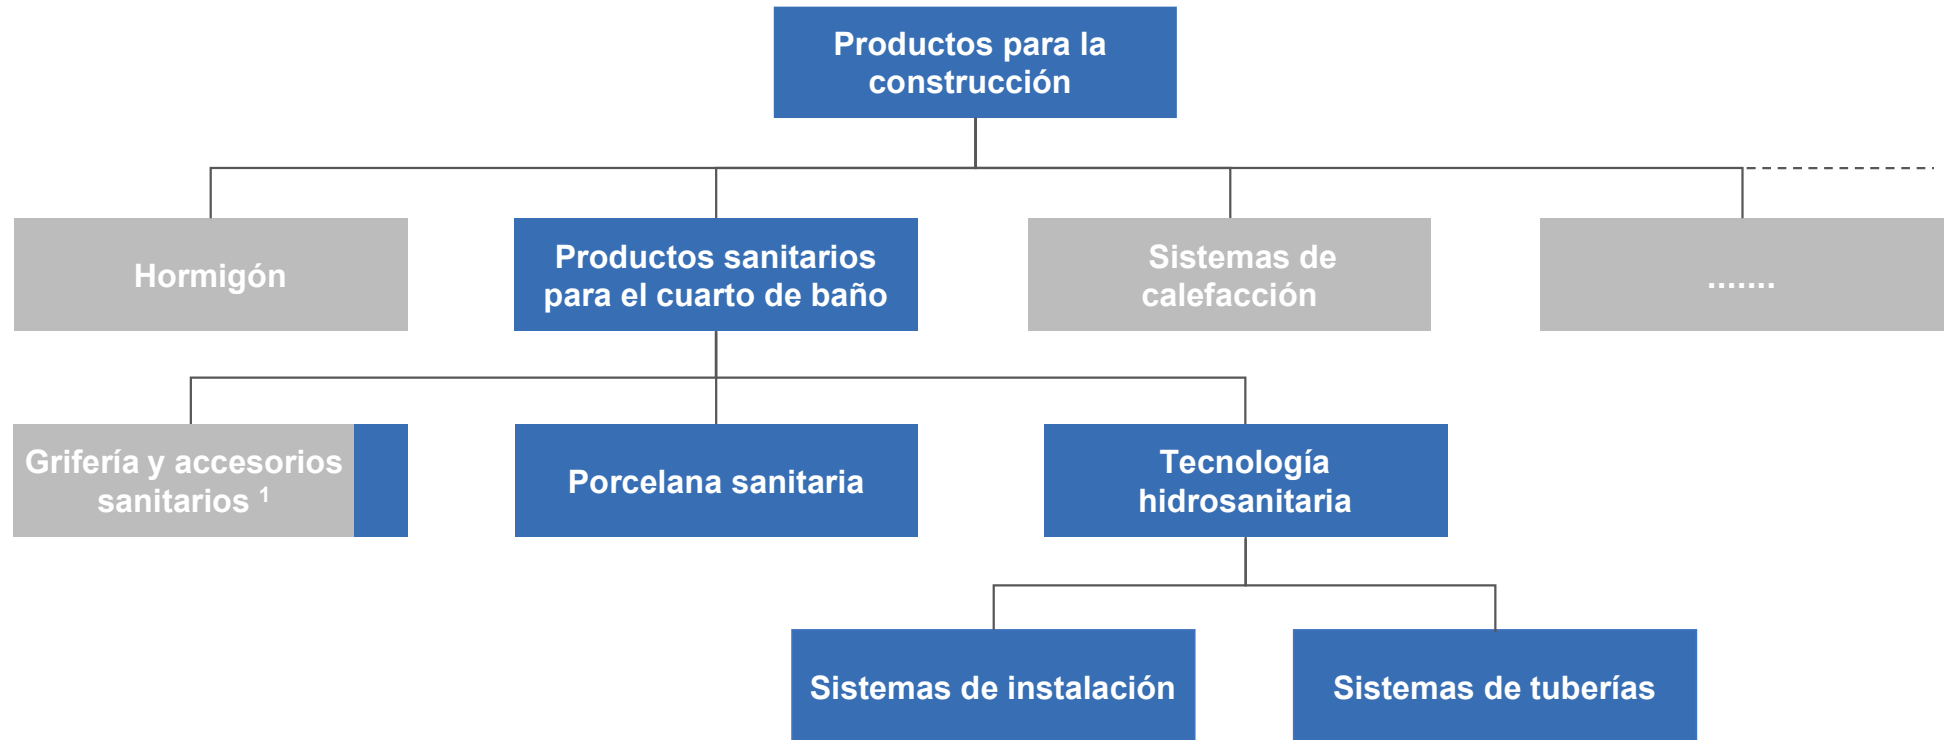 Productos para la
construcción
Hormigón
Productos sanitarios
para el cuarto de baño
Sistemas de
calefacción
.......
Grifería y accesorios
sanitarios ¹
Porcelana sanitaria
Tecnología
hidrosanitaria
Sistemas de instalación
Sistemas de tuberías